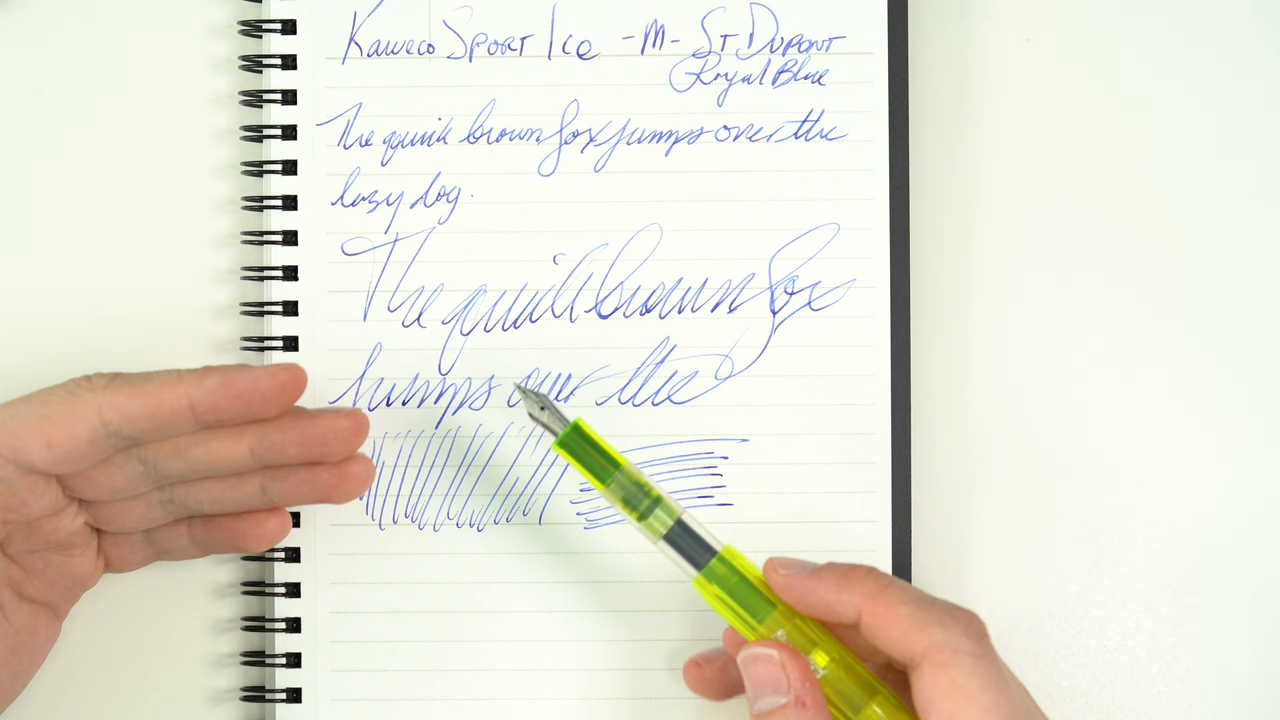 Kaweco Sport Ice - M - St Dupont
Royal Blue
The quick brown fox jumps over the
lazy dog.
The quick brown fox
jumps over the